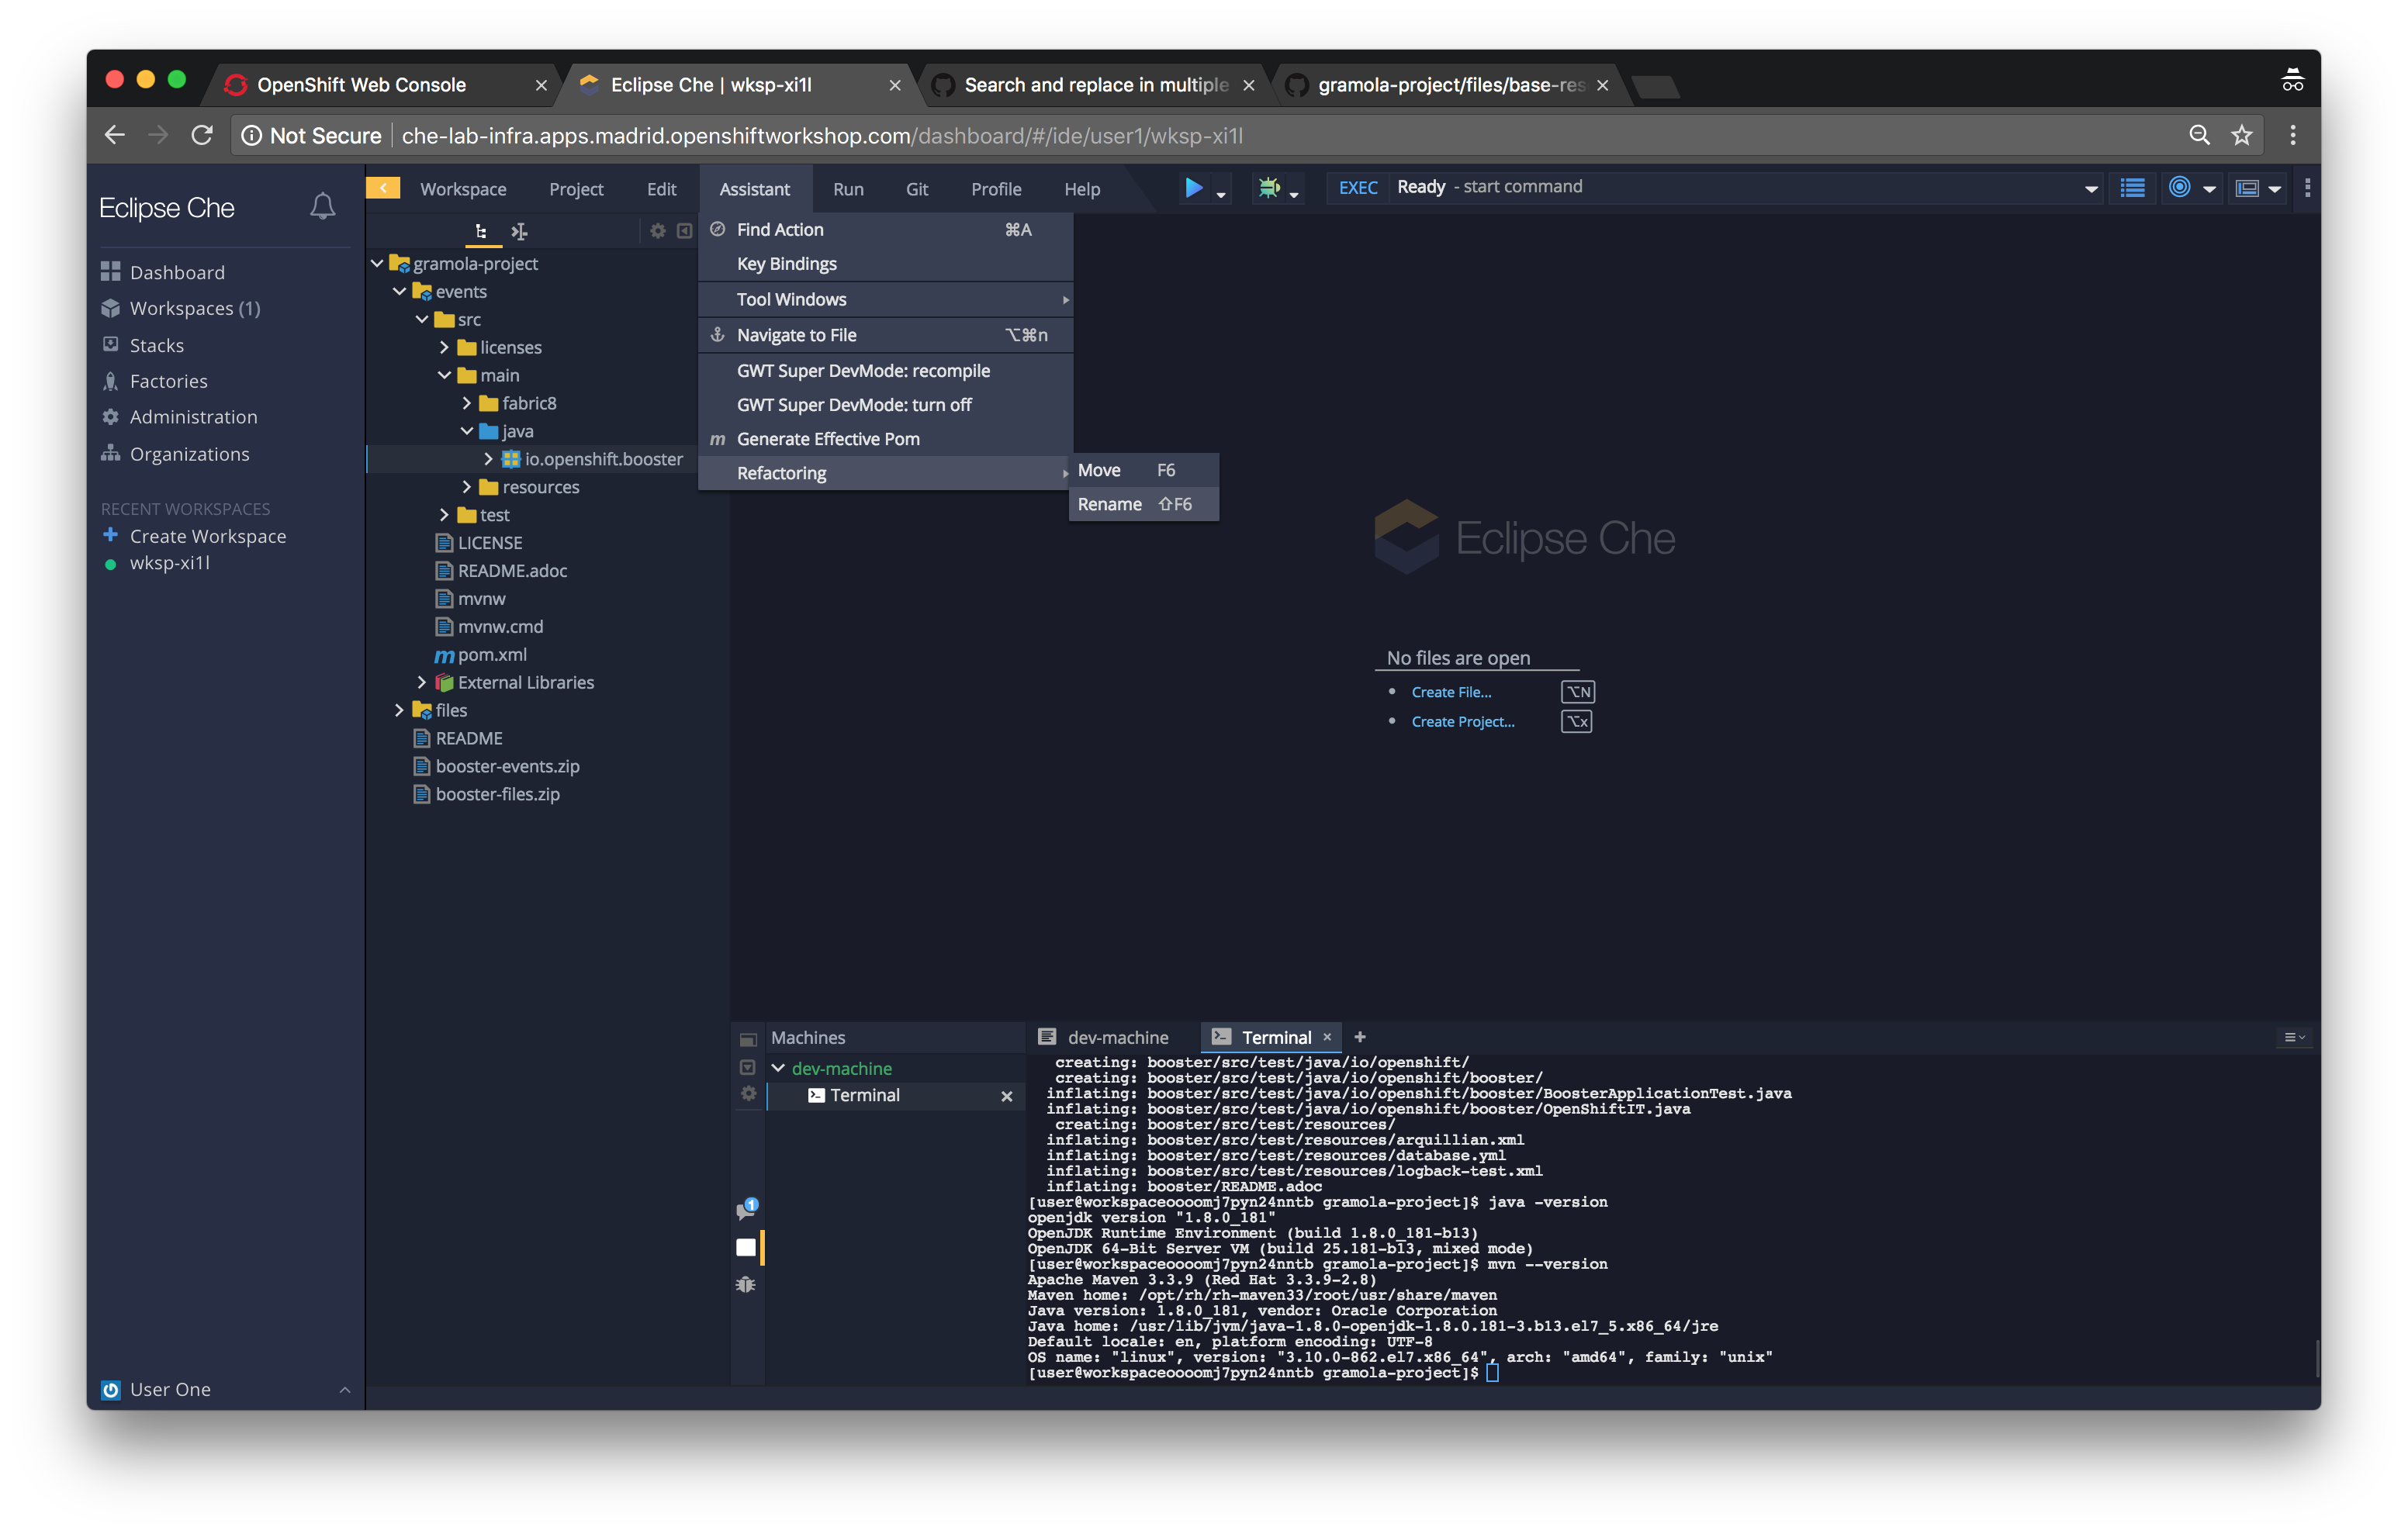 OpenShift Web Console
Eclipse Che | wksp-xi1l
Search and replace in multiple
gramola-project/files/base-res
Not Secure
che-lab-infra.apps.madrid.openshiftworkshop.com/dashboard/#/ide/user1/wksp-xi1l
Eclipse Che
Dashboard
Workspaces (1)
Stacks
Factories
Administration
Organizations
RECENT WORKSPACES
Create Workspace
wksp-xi1l
User One
Workspace Project Edit Assistant Run Git Profile Help
EXEC Ready - start command
gramola-project
events
src
licenses
main
fabric8
java
io.openshift.booster
resources
test
LICENSE
README.adoc
mvnw
mvnw.cmd
m pom.xml
External Libraries
files
README
booster-events.zip
booster-files.zip
Find Action ⌘A
Key Bindings
Tool Windows
Navigate to File ⌥⌘n
GWT Super DevMode: recompile
GWT Super DevMode: turn off
m Generate Effective Pom
Refactoring
Move F6
Rename ⇧F6
Eclipse Che
No files are open
• Create File... ⌥N
• Create Project... ⌥x
Machines
dev-machine
Terminal
1
dev-machine
Terminal
creating: booster/src/test/java/io/openshift/
creating: booster/src/test/java/io/openshift/booster/
inflating: booster/src/test/java/io/openshift/booster/BoosterApplicationTest.java
inflating: booster/src/test/java/io/openshift/booster/OpenShiftIT.java
creating: booster/src/test/resources/
inflating: booster/src/test/resources/arquillian.xml
inflating: booster/src/test/resources/database.yml
inflating: booster/src/test/resources/logback-test.xml
inflating: booster/README.adoc
[user@workspaceoooomj7pyn24nntb gramola-project]$ java -version
openjdk version "1.8.0_181"
OpenJDK Runtime Environment (build 1.8.0_181-b13)
OpenJDK 64-Bit Server VM (build 25.181-b13, mixed mode)
[user@workspaceoooomj7pyn24nntb gramola-project]$ mvn --version
Apache Maven 3.3.9 (Red Hat 3.3.9-2.8)
Maven home: /opt/rh/rh-maven33/root/usr/share/maven
Java version: 1.8.0_181, vendor: Oracle Corporation
Java home: /usr/lib/jvm/java-1.8.0-openjdk-1.8.0.181-3.b13.el7_5.x86_64/jre
Default locale: en, platform encoding: UTF-8
OS name: "linux", version: "3.10.0-862.el7.x86_64", arch: "amd64", family: "unix"
[user@workspaceoooomj7pyn24nntb gramola-project]$